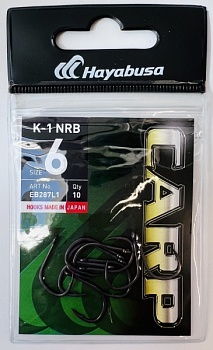 Hayabusa
K-1 NRB
SIZE 6
ART No. Qty
EB287L1 10
HOOKS MADE IN JAPAN
CARP